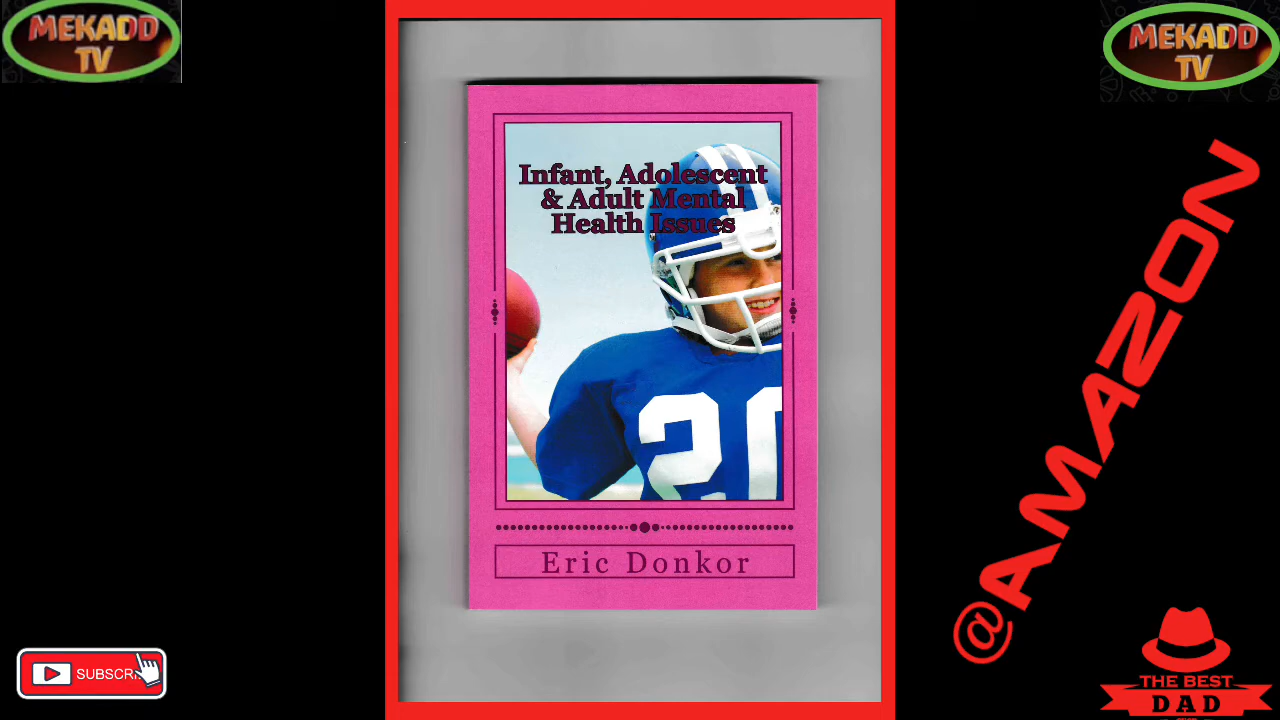 MEKADD
TV
MEKADD
TV
Infant, Adolescent
& Adult Mental
Health Issues
20
Eric Donkor
@AMAZON
SUBSCRI
THE BEST
DAD